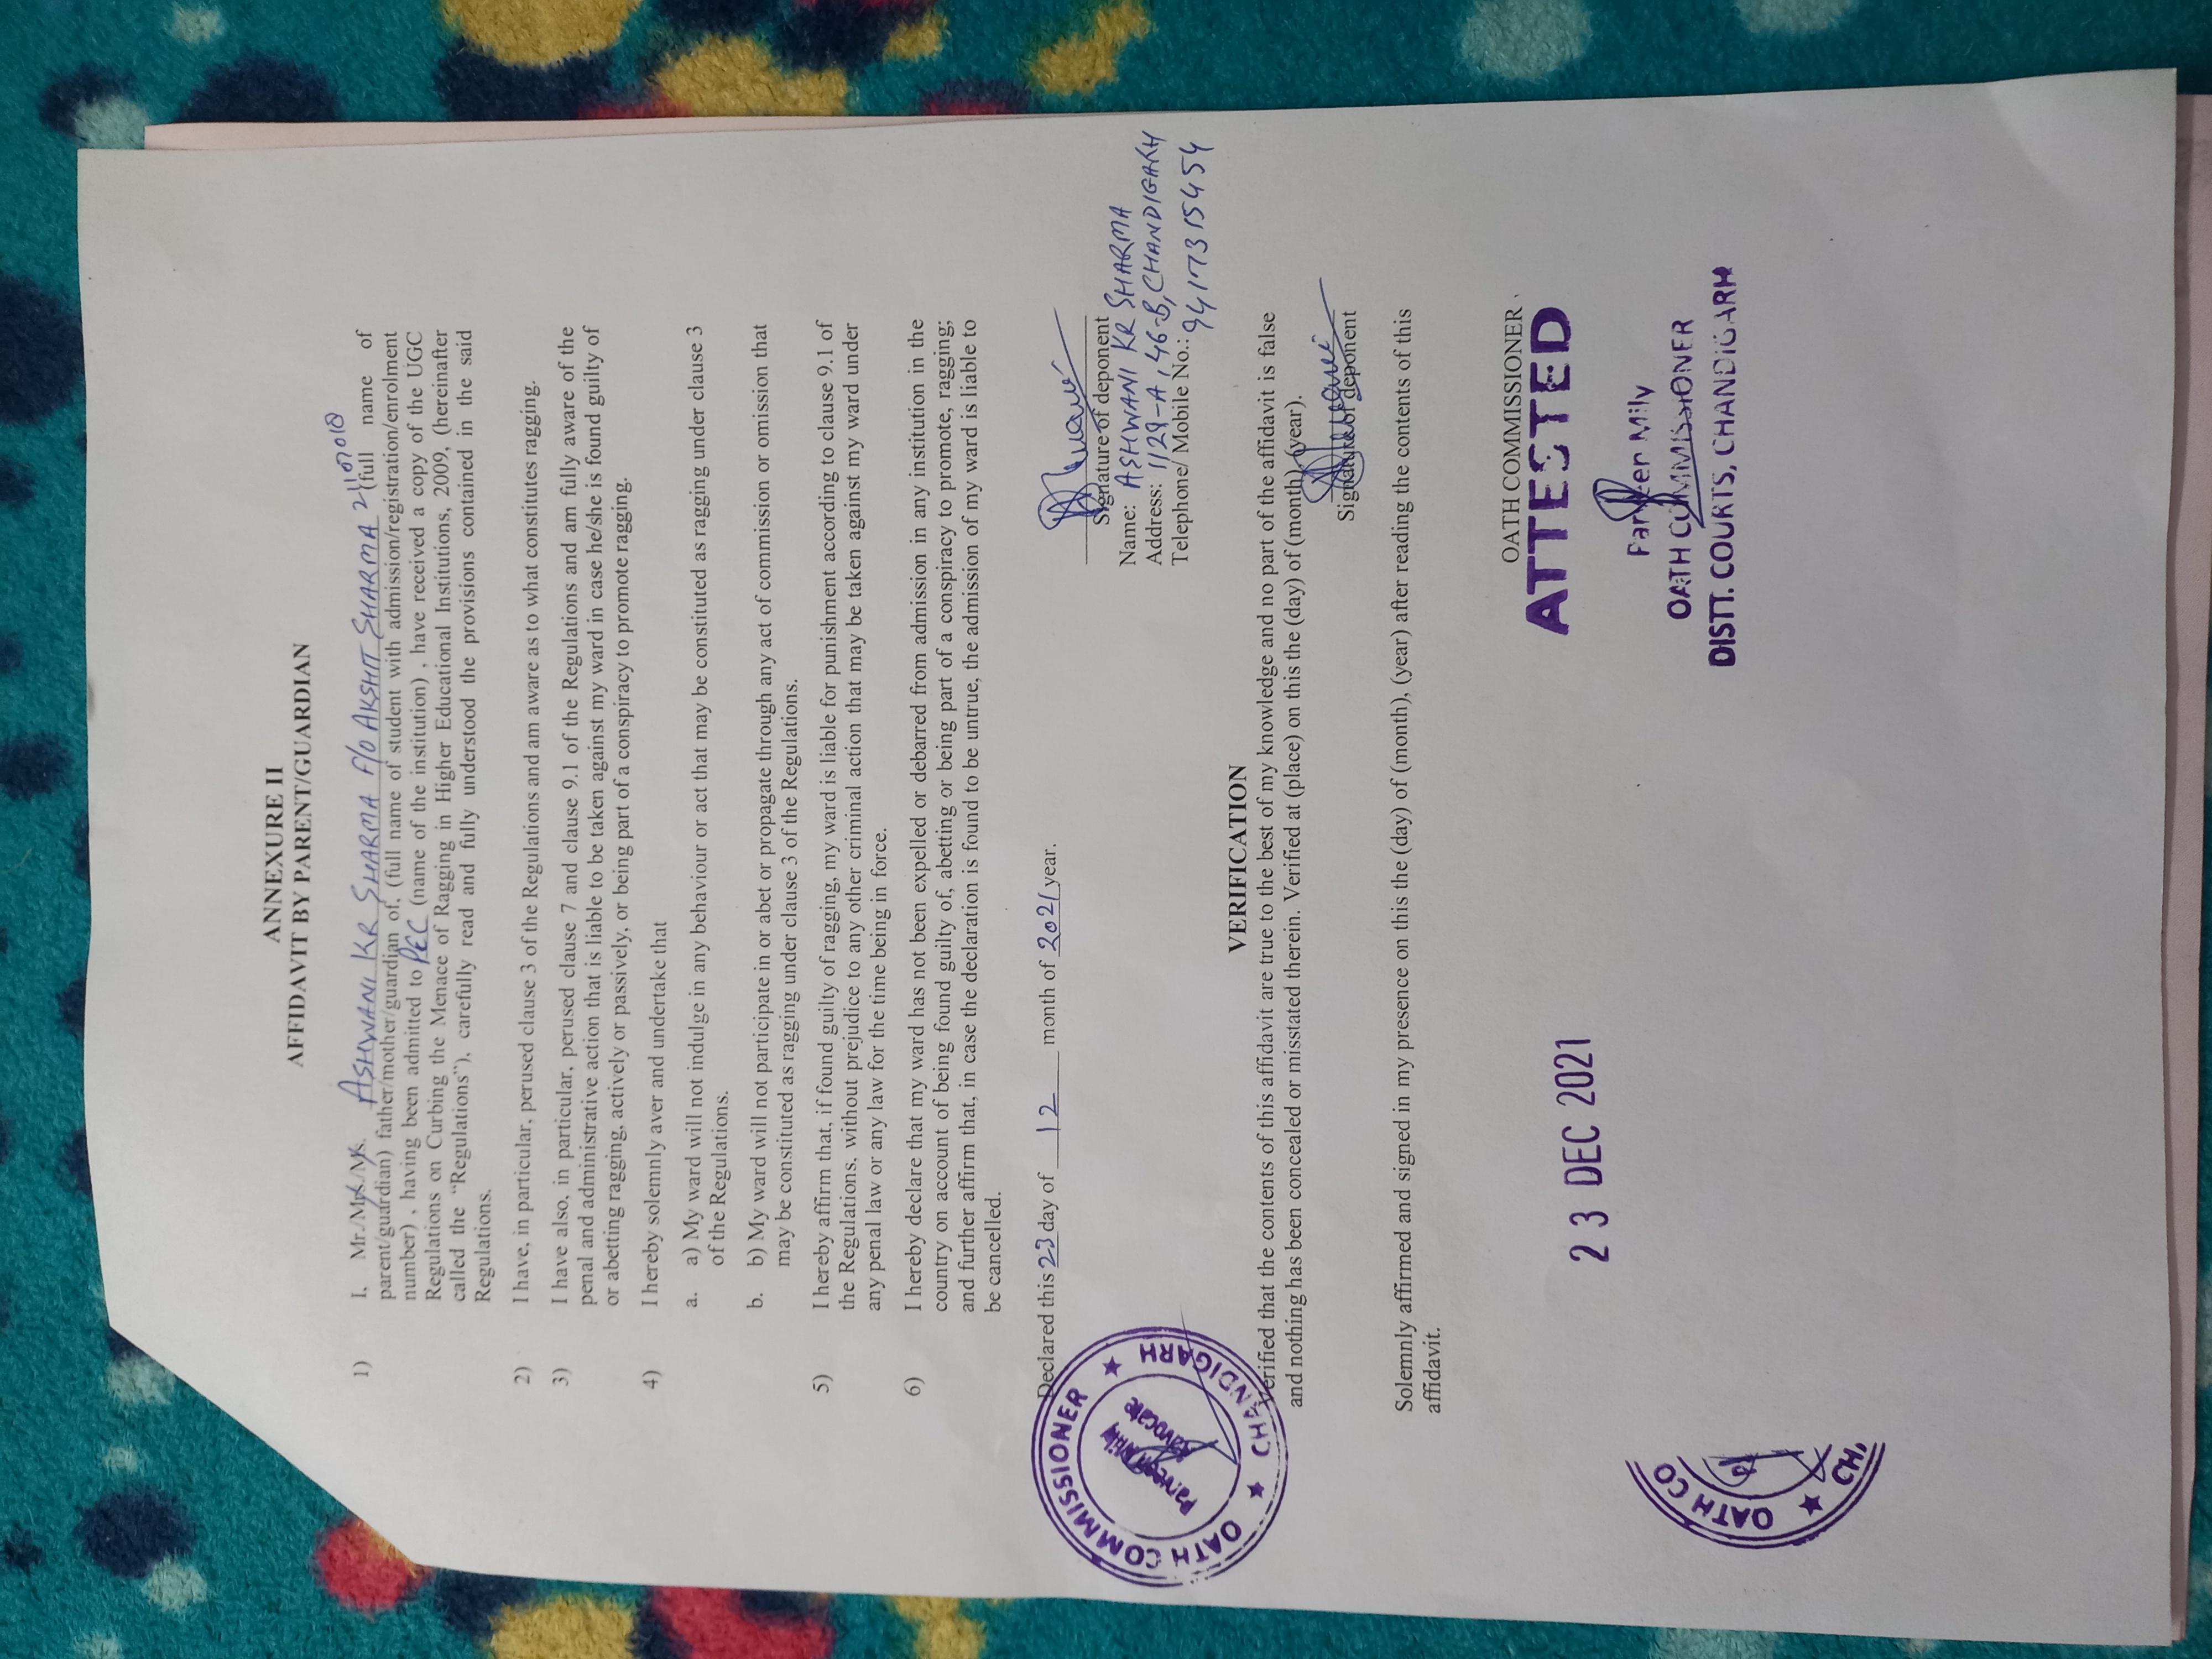 ANNEXURE II
AFFIDAVIT BY PARENT/GUARDIAN
1) I, Mr./Mrs./Ms. ASHWANI KR SHARMA F/O AKSHIT SHARMA 21107018 (full name of
parent/guardian) father/mother/guardian of, (full name of student with admission/registration/enrolment
number) , having been admitted to PEC (name of the institution) , have received a copy of the UGC
Regulations on Curbing the Menace of Ragging in Higher Educational Institutions, 2009, (hereinafter
called the “Regulations”), carefully read and fully understood the provisions contained in the said
Regulations.
2) I have, in particular, perused clause 3 of the Regulations and am aware as to what constitutes ragging.
3) I have also, in particular, perused clause 7 and clause 9.1 of the Regulations and am fully aware of the
penal and administrative action that is liable to be taken against my ward in case he/she is found guilty of
or abetting ragging, actively or passively, or being part of a conspiracy to promote ragging.
4) I hereby solemnly aver and undertake that
a. a) My ward will not indulge in any behaviour or act that may be constituted as ragging under clause 3
of the Regulations.
b. b) My ward will not participate in or abet or propagate through any act of commission or omission that
may be constituted as ragging under clause 3 of the Regulations.
5) I hereby affirm that, if found guilty of ragging, my ward is liable for punishment according to clause 9.1 of
the Regulations, without prejudice to any other criminal action that may be taken against my ward under
any penal law or any law for the time being in force.
6) I hereby declare that my ward has not been expelled or debarred from admission in any institution in the
country on account of being found guilty of, abetting or being part of a conspiracy to promote, ragging;
and further affirm that, in case the declaration is found to be untrue, the admission of my ward is liable to
be cancelled.
Declared this 23 day of 12 month of 2021 year.
OATH COMMISSIONER
Parveen Mily
Advocate
CHANDIGARH
Signature of deponent
Name: ASHWANI KR SHARMA
Address: 1129-A, 46-B, CHANDIGARH
Telephone/ Mobile No.: 9417315454
VERIFICATION
Verified that the contents of this affidavit are true to the best of my knowledge and no part of the affidavit is false
and nothing has been concealed or misstated therein. Verified at (place) on this the (day) of (month), (year).
Signature of deponent
Solemnly affirmed and signed in my presence on this the (day) of (month), (year) after reading the contents of this
affidavit.
OATH COMMISSIONER
ATTESTED
23 DEC 2021
Parveen Mily
OATH COMMISSIONER
DISTT. COURTS, CHANDIGARH
OATH CO
CH